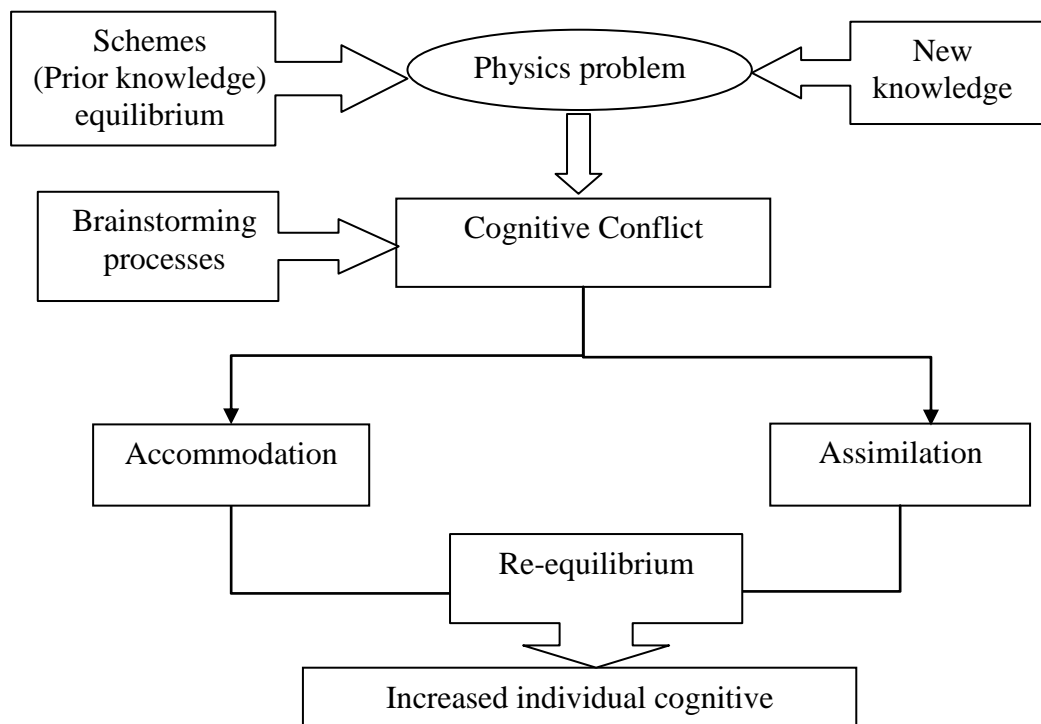 Schemes
(Prior knowledge)
equilibrium
Physics problem
New
knowledge
Brainstorming
processes
Cognitive Conflict
Accommodation
Assimilation
Re-equilibrium
Increased individual cognitive